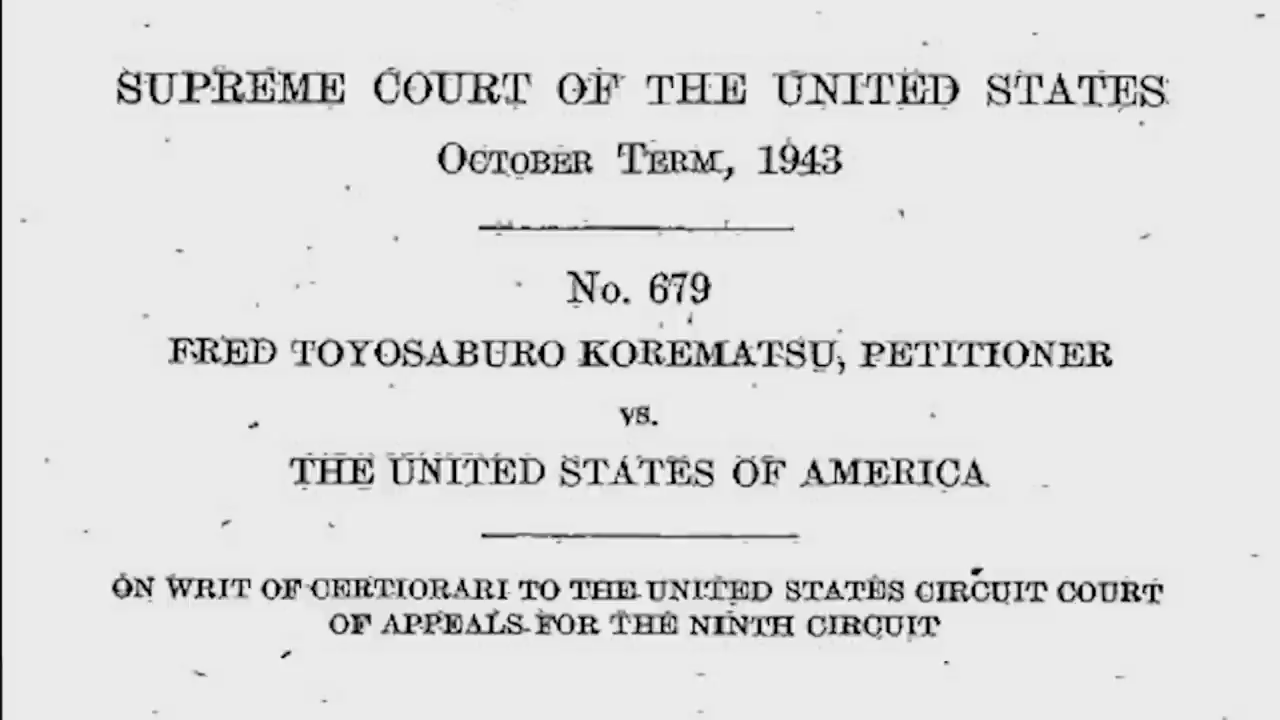 SUPREME COURT OF THE UNITED STATES
OCTOBER TERM, 1943
No. 679
FRED TOYOSABURO KOREMATSU, PETITIONER
vs.
THE UNITED STATES OF AMERICA
ON WRIT OF CERTIORARI TO THE UNITED STATES CIRCUIT COURT
OF APPEALS FOR THE NINTH CIRCUIT